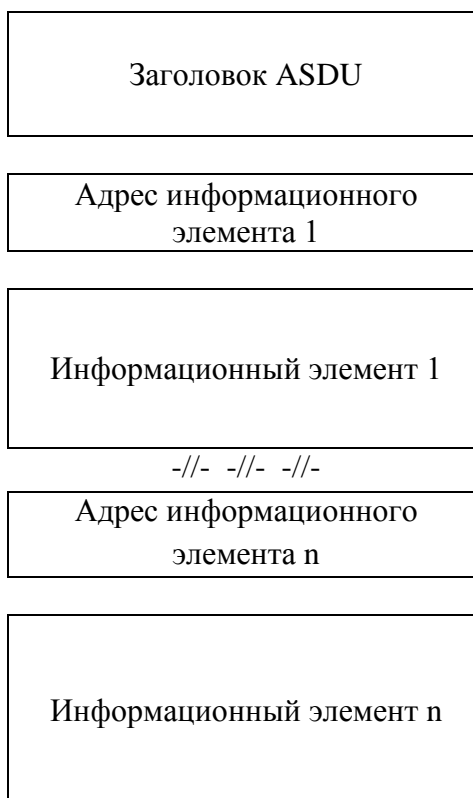 Заголовок ASDU
Адрес информационного
элемента 1
Информационный элемент 1
-//- -//- -//-
Адрес информационного
элемента n
Информационный элемент n